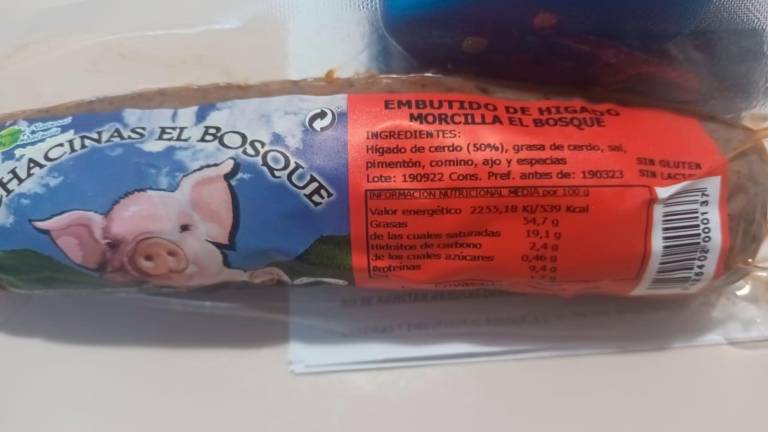 CHACINAS EL BOSQUE
EMBUTIDO DE HIGADO
MORCILLA EL BOSQUE
INGREDIENTES:
Hígado de cerdo (50%), grasa de cerdo, sal,
pimentón, comino, ajo y especias
SIN GLUTEN
Lote: 190922 Cons. Pref. antes de: 190323
SIN
INFORMACION NUTRICIONAL MEDIA por 100 g
Valor energético 2255,18 Kj/539 Kcal
Grasas 54,7 g
de las cuales saturadas 19,1 g
Hidratos de carbono 2,4 g
de los cuales azúcares 0,46 g
Proteínas 9,4 g